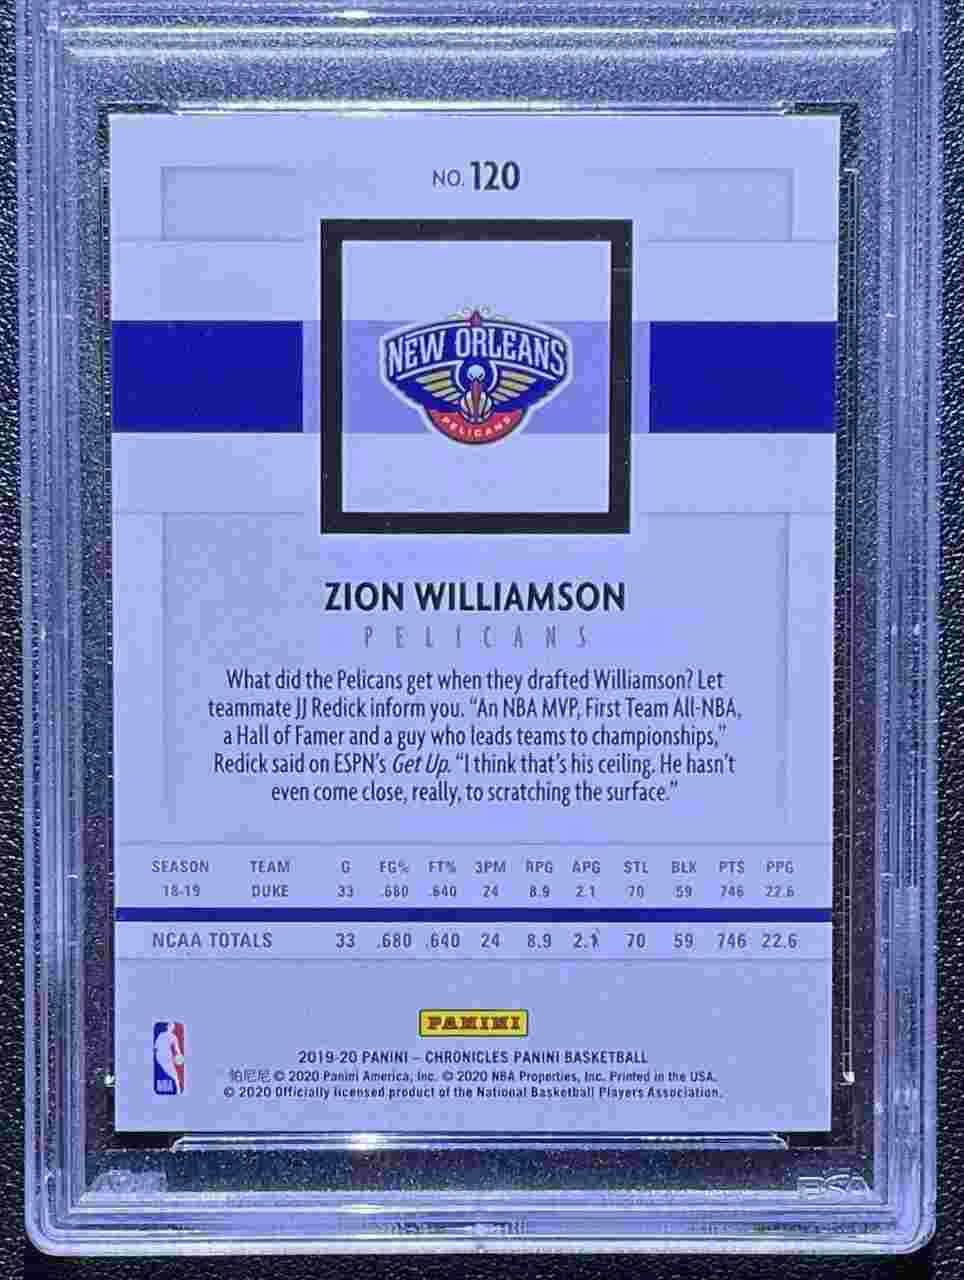 NO. 120
NEW ORLEANS
PELICANS
ZION WILLIAMSON
PELICANS
What did the Pelicans get when they drafted Williamson? Let
teammate JJ Redick inform you. “An NBA MVP, First Team All-NBA,
a Hall of Famer and a guy who leads teams to championships,”
Redick said on ESPN’s Get Up. “I think that’s his ceiling. He hasn’t
even come close, really, to scratching the surface.”
SEASON TEAM G FG% FT% 3PM RPG APG STL BLK PTS PPG
18-19 DUKE 33 .680 .640 24 8.9 2.1 70 59 746 22.6
NCAA TOTALS 33 .680 .640 24 8.9 2.1 70 59 746 22.6
PANINI
NBA
2019-20 PANINI – CHRONICLES PANINI BASKETBALL
帕尼尼 © 2020 Panini America, Inc. © 2020 NBA Properties, Inc. Printed in the USA.
© 2020 Officially licensed product of the National Basketball Players Association.
PSA